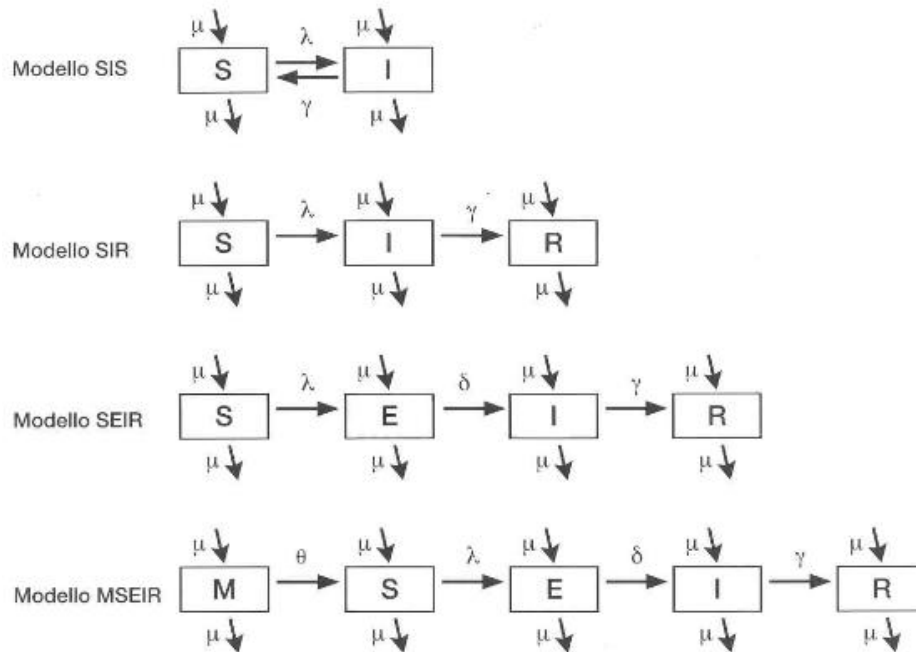 μ μ
λ
Modello SIS S I
γ
μ μ
μ μ μ
λ γ
Modello SIR S I R
μ μ μ
μ μ μ μ
λ δ γ
Modello SEIR S E I R
μ μ μ μ
μ μ μ μ μ
θ λ δ γ
Modello MSEIR M S E I R
μ μ μ μ μ